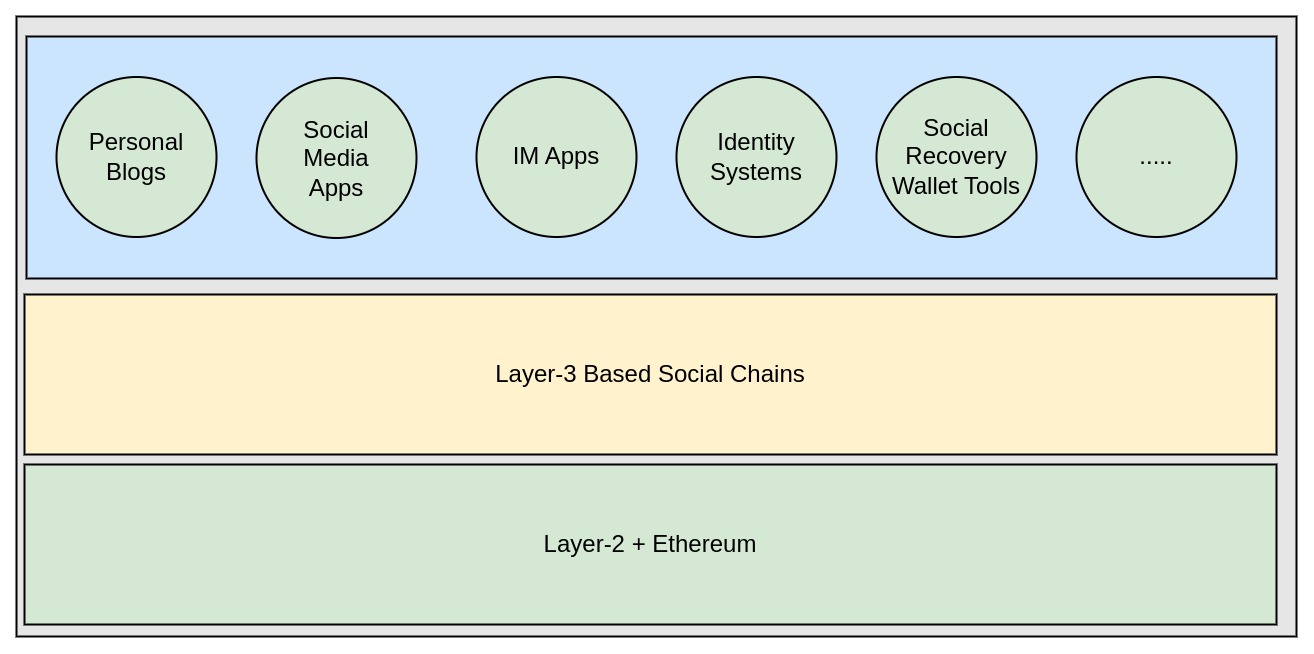 Personal
Blogs
Social
Media
Apps
IM Apps
Identity
Systems
Social
Recovery
Wallet Tools
.....
Layer-3 Based Social Chains
Layer-2 + Ethereum